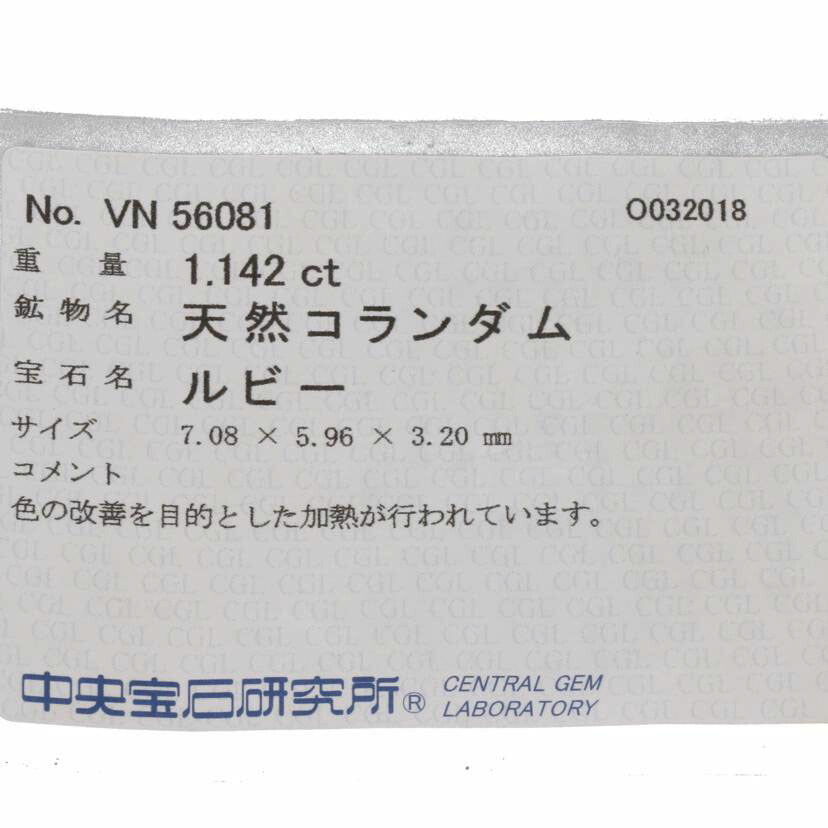 No. VN 56081 O032018
重量 1.142 ct
鉱物名 天然コランダム
宝石名 ルビー
サイズ 7.08 × 5.96 × 3.20 mm
コメント
色の改善を目的とした加熱が行われています。
中央宝石研究所® CENTRAL GEM
LABORATORY